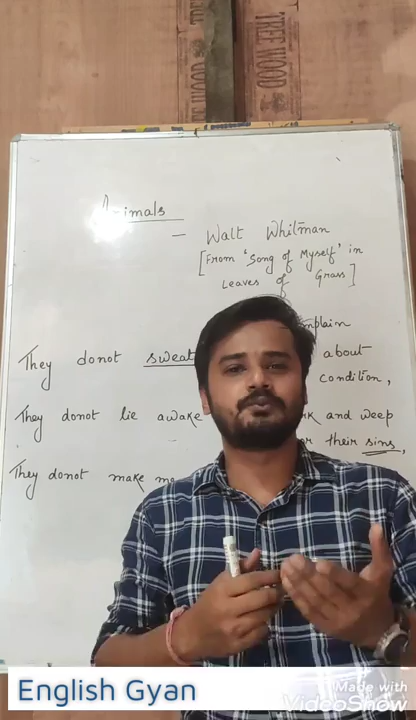 TREE WOOD
DOOR
Animals
— Walt Whitman
[From 'Song of Myself' in
Leaves of Grass]
They donot sweat about
condition,
They donot lie awake and weep
their sins,
They donot make
English Gyan
Made with
VideoShow